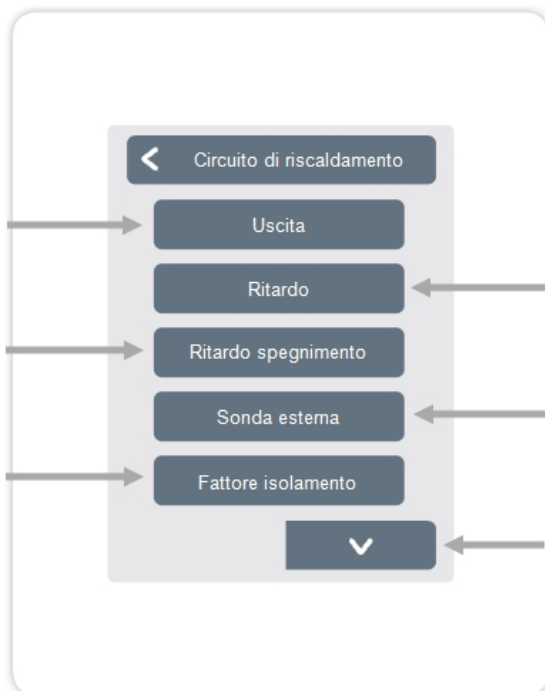 Circuito di riscaldamento
Uscita
Ritardo
Ritardo spegnimento
Sonda esterna
Fattore isolamento